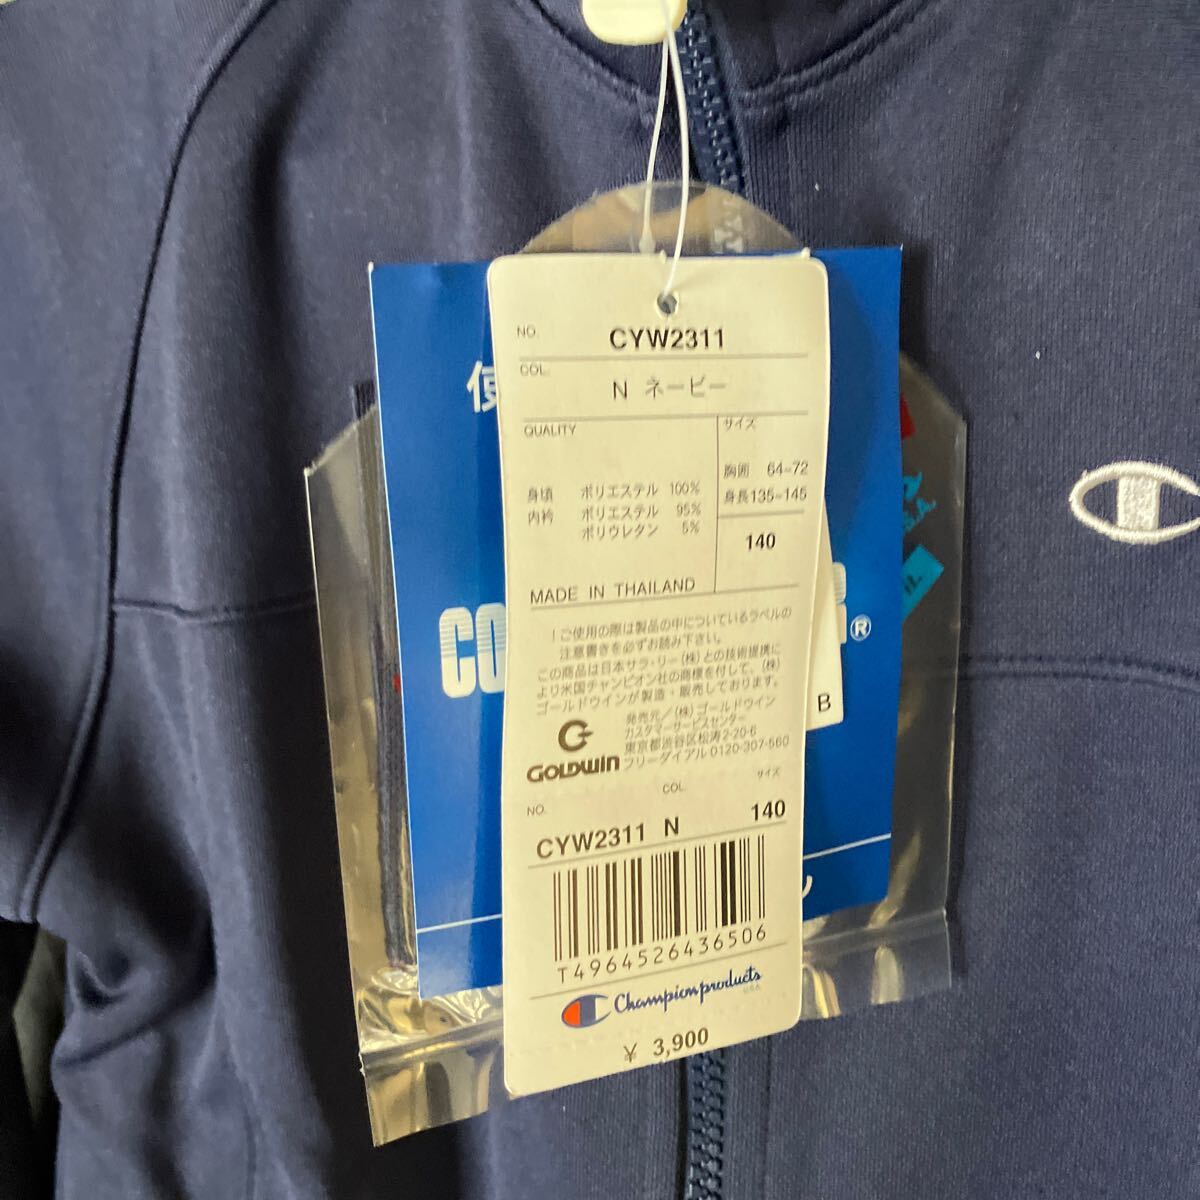 NO. CYW2311
COL. N ネービー
QUALITY
身頃 ポリエステル 100%
内衿 ポリエステル 95%
ポリウレタン 5%
サイズ
胸囲 64-72
身長 135-145
140
MADE IN THAILAND
！ご使用の際は製品の中についているラベルの
注意書きを必ずお読み下さい。
この商品は日本サラ・リー(株)との技術提携に
より米国チャンピオン社の商標を付して、(株)
ゴールドウインが製造・販売しております。
GOLDWIN
発売元／(株)ゴールドウイン
カスタマーサービスセンター
東京都渋谷区松涛2-20-6
フリーダイアル 0120-307-560
NO. COL. サイズ
CYW2311 N 140
T4964526436506
Champion products
USA
¥ 3,900
使
CO
®
B